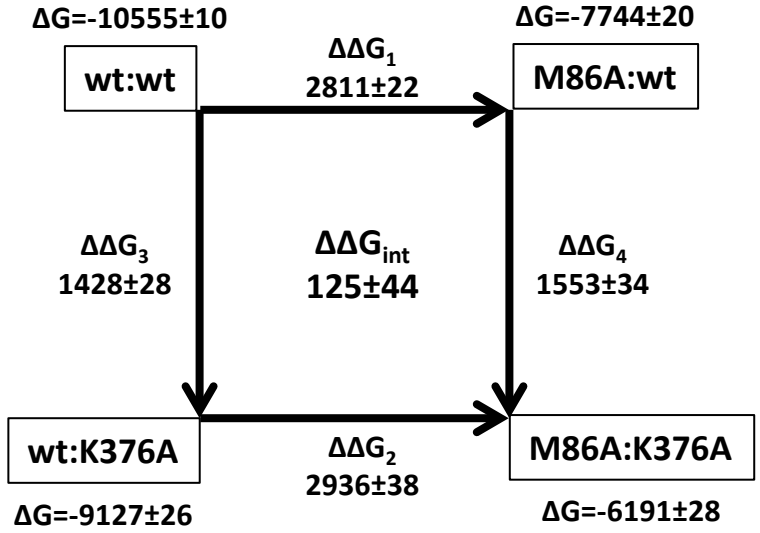 ΔG=-10555±10
ΔG=-7744±20
wt:wt
ΔΔG₁
2811±22
M86A:wt
ΔΔG₃
1428±28
ΔΔG_int
125±44
ΔΔG₄
1553±34
wt:K376A
ΔΔG₂
2936±38
M86A:K376A
ΔG=-9127±26
ΔG=-6191±28